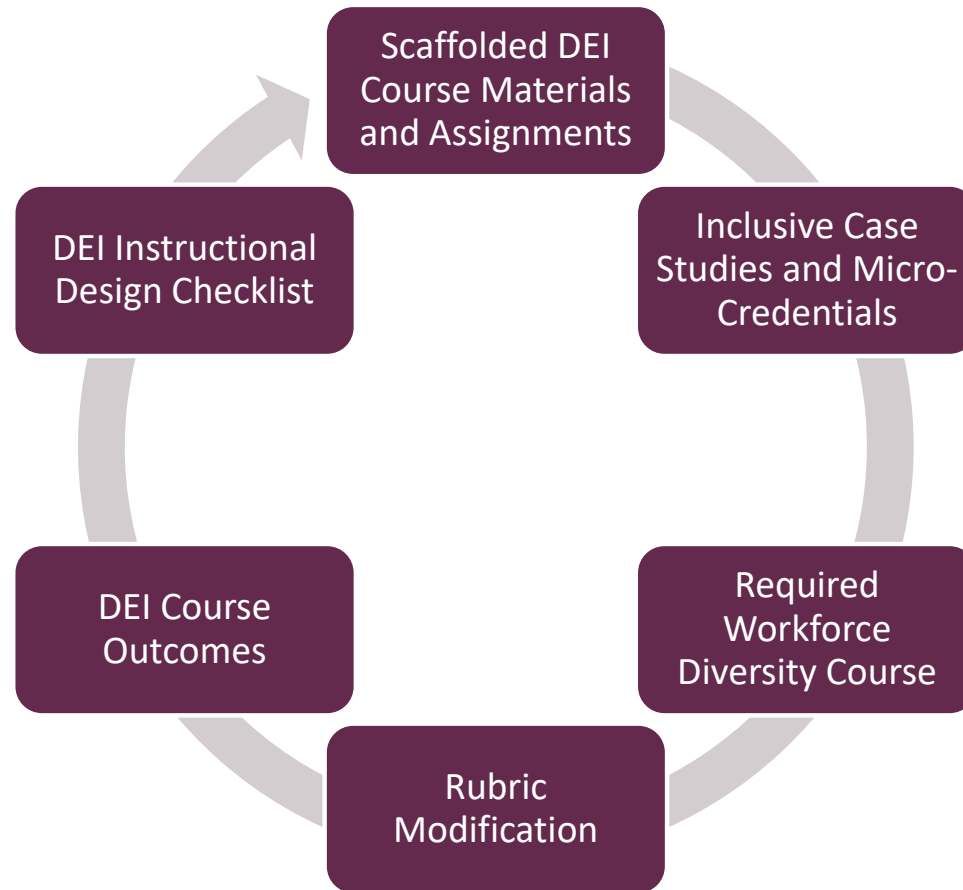 Scaffolded DEI
Course Materials
and Assignments
Inclusive Case
Studies and Micro-
Credentials
Required
Workforce
Diversity Course
Rubric
Modification
DEI Course
Outcomes
DEI Instructional
Design Checklist